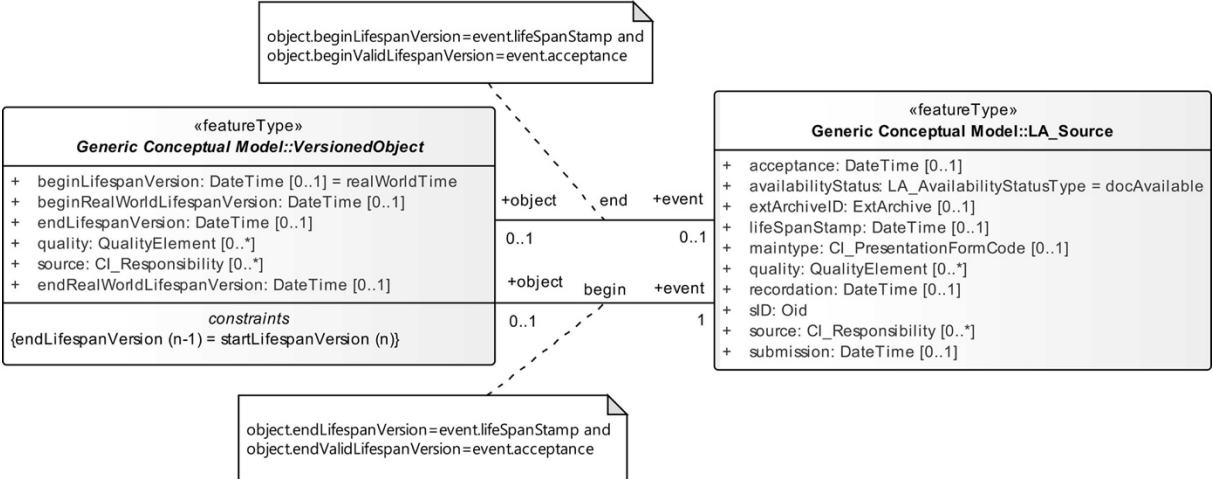 object.beginLifespanVersion=event.lifeSpanStamp and
object.beginValidLifespanVersion=event.acceptance
«featureType»
Generic Conceptual Model::VersionedObject
+ beginLifespanVersion: DateTime [0..1] = realWorldTime
+ beginRealWorldLifespanVersion: DateTime [0..1]
+ endLifespanVersion: DateTime [0..1]
+ quality: QualityElement [0..*]
+ source: CI_Responsibility [0..*]
+ endRealWorldLifespanVersion: DateTime [0..1]
constraints
{endLifespanVersion (n-1) = startLifespanVersion (n)}
+object end +event
0..1 0..1
+object begin +event
0..1 1
«featureType»
Generic Conceptual Model::LA_Source
+ acceptance: DateTime [0..1]
+ availabilityStatus: LA_AvailabilityStatusType = docAvailable
+ extArchiveID: ExtArchive [0..1]
+ lifeSpanStamp: DateTime [0..1]
+ maintype: CI_PresentationFormCode [0..1]
+ quality: QualityElement [0..*]
+ recordation: DateTime [0..1]
+ sID: Oid
+ source: CI_Responsibility [0..*]
+ submission: DateTime [0..1]
object.endLifespanVersion=event.lifeSpanStamp and
object.endValidLifespanVersion=event.acceptance